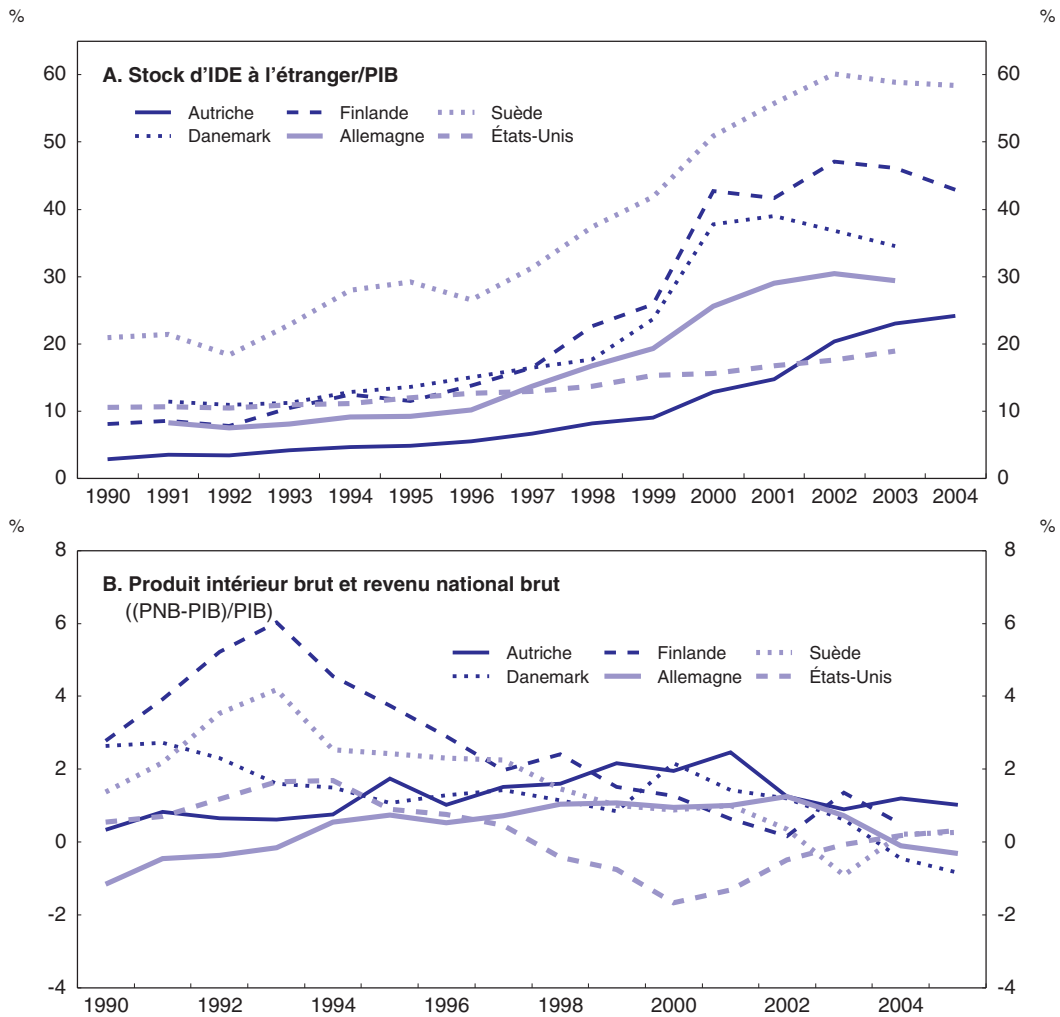 % %
A. Stock d'IDE à l'étranger/PIB
Autriche Finlande Suède
Danemark Allemagne États-Unis
60 60
50 50
40 40
30 30
20 20
10 10
0 0
1990 1991 1992 1993 1994 1995 1996 1997 1998 1999 2000 2001 2002 2003 2004
% %
8 8
B. Produit intérieur brut et revenu national brut
((PNB-PIB)/PIB)
6 6
Autriche Finlande Suède
Danemark Allemagne États-Unis
4 4
2 2
0 0
-2 -2
-4 -4
1990 1992 1994 1996 1998 2000 2002 2004